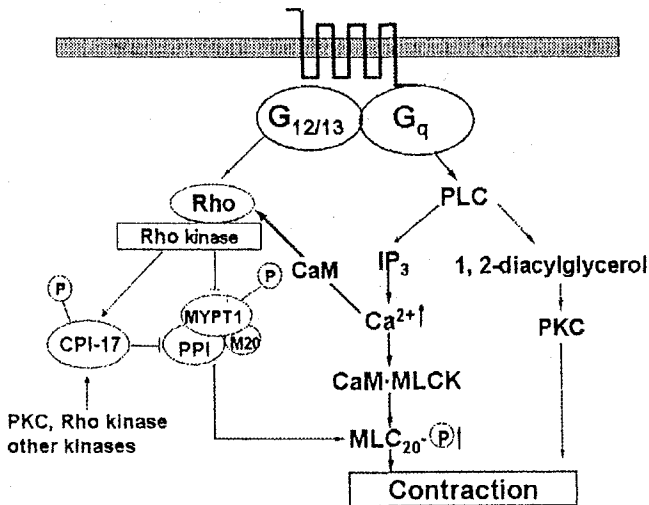 G12/13
Gq
Rho
Rho kinase
PLC
CaM
IP3
1, 2-diacylglycerol
P
P
MYPT1
Ca2+↑
PKC
CPI-17
PPI
M20
CaM·MLCK
PKC, Rho kinase
other kinases
MLC20-P↑
Contraction